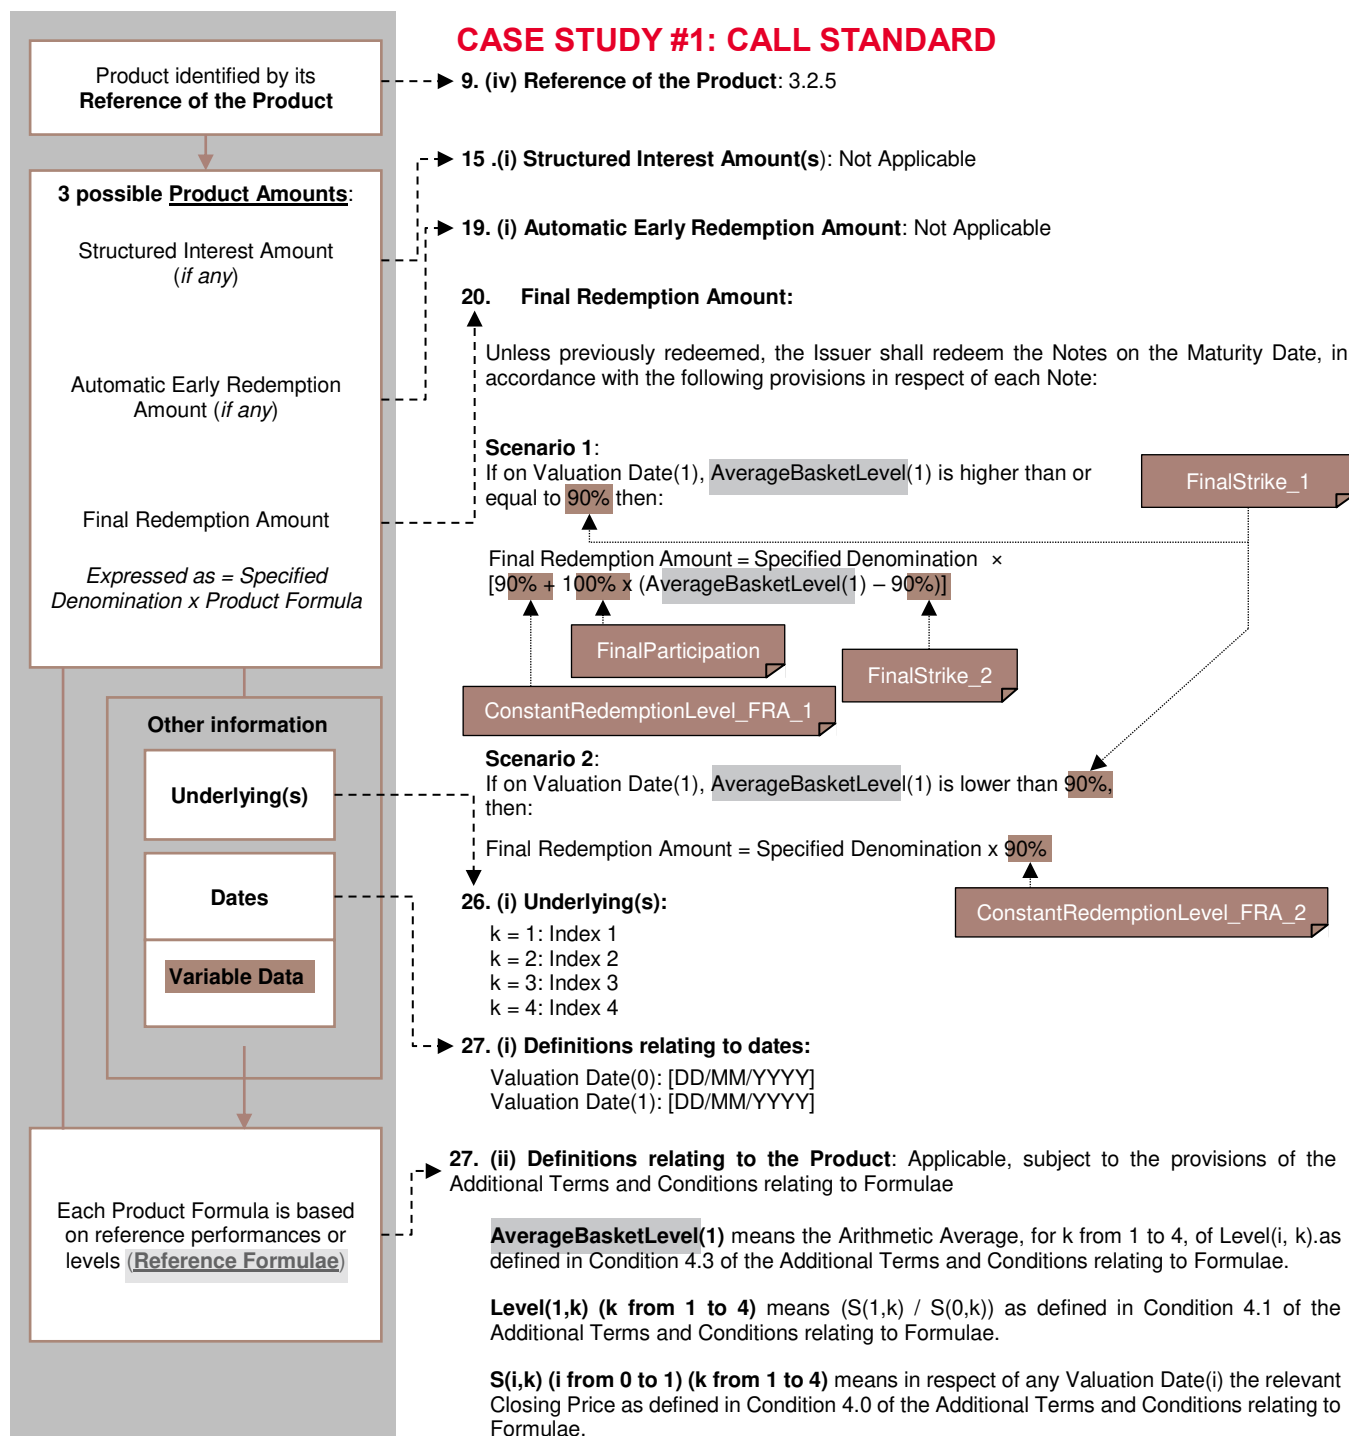 CASE STUDY #1: CALL STANDARD
Product identified by its
Reference of the Product
9. (iv) Reference of the Product: 3.2.5
3 possible Product Amounts:
Structured Interest Amount
(if any)
Automatic Early Redemption
Amount (if any)
Final Redemption Amount
Expressed as = Specified
Denomination x Product Formula
15 .(i) Structured Interest Amount(s): Not Applicable
19. (i) Automatic Early Redemption Amount: Not Applicable
20. Final Redemption Amount:
Unless previously redeemed, the Issuer shall redeem the Notes on the Maturity Date, in
accordance with the following provisions in respect of each Note:
Scenario 1:
If on Valuation Date(1), AverageBasketLevel(1) is higher than or
equal to 90% then:
FinalStrike_1
Final Redemption Amount = Specified Denomination ×
[90% + 100% x (AverageBasketLevel(1) – 90%)]
FinalParticipation
FinalStrike_2
ConstantRedemptionLevel_FRA_1
Scenario 2:
If on Valuation Date(1), AverageBasketLevel(1) is lower than 90%,
then:
Final Redemption Amount = Specified Denomination x 90%
ConstantRedemptionLevel_FRA_2
Other information
Underlying(s)
Dates
Variable Data
26. (i) Underlying(s):
k = 1: Index 1
k = 2: Index 2
k = 3: Index 3
k = 4: Index 4
27. (i) Definitions relating to dates:
Valuation Date(0): [DD/MM/YYYY]
Valuation Date(1): [DD/MM/YYYY]
Each Product Formula is based
on reference performances or
levels (Reference Formulae)
27. (ii) Definitions relating to the Product: Applicable, subject to the provisions of the
Additional Terms and Conditions relating to Formulae
AverageBasketLevel(1) means the Arithmetic Average, for k from 1 to 4, of Level(i, k).as
defined in Condition 4.3 of the Additional Terms and Conditions relating to Formulae.
Level(1,k) (k from 1 to 4) means (S(1,k) / S(0,k)) as defined in Condition 4.1 of the
Additional Terms and Conditions relating to Formulae.
S(i,k) (i from 0 to 1) (k from 1 to 4) means in respect of any Valuation Date(i) the relevant
Closing Price as defined in Condition 4.0 of the Additional Terms and Conditions relating to
Formulae.